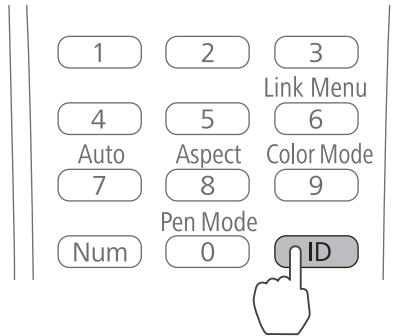 1 2 3
Link Menu
4 5 6
Auto Aspect Color Mode
7 8 9
Pen Mode
Num 0 ID